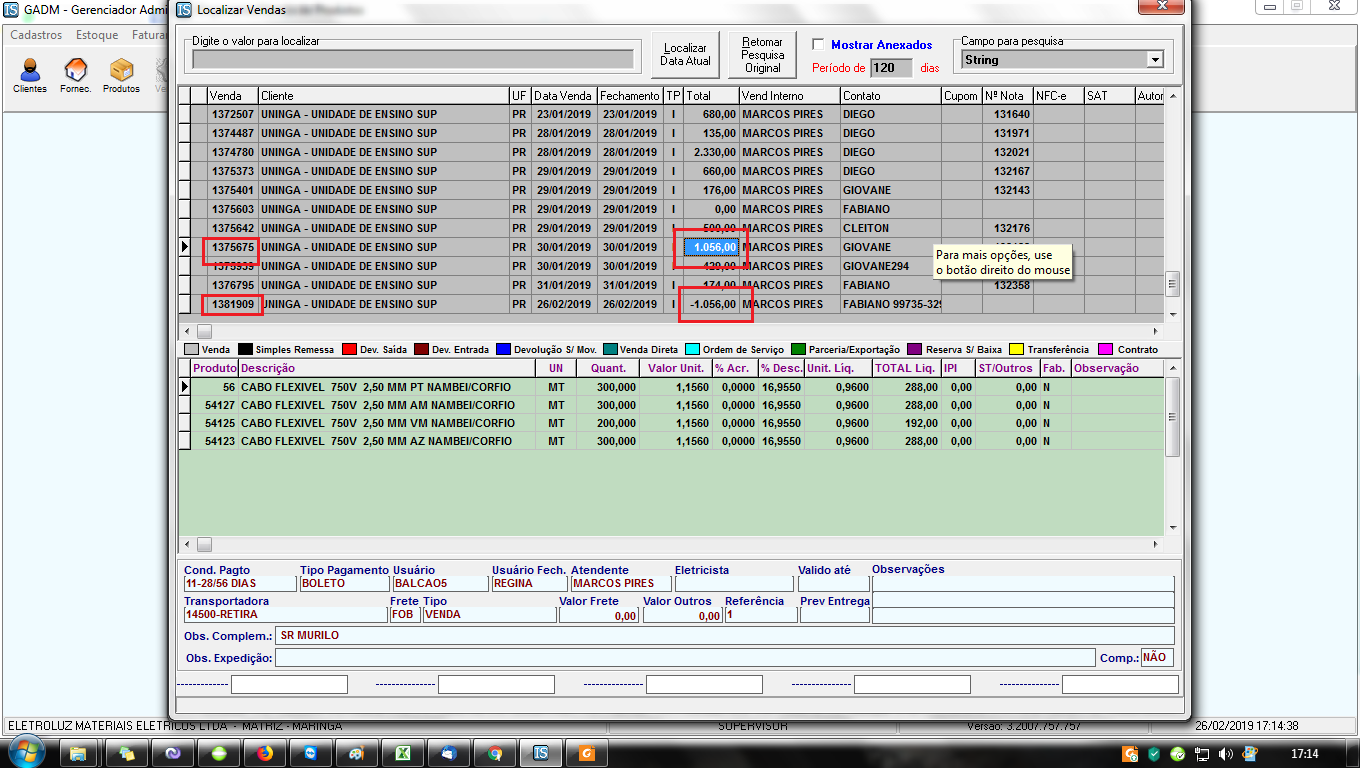 GADM - Gerenciador Admi
Localizar Vendas
Cadastros Estoque Faturar
Clientes Fornec. Produtos
Digite o valor para localizar
Localizar
Data Atual
Retornar
Pesquisa
Original
Mostrar Anexados
Período de 120 dias
Campo para pesquisa
String
Venda Cliente UF Data Venda Fechamento TP Total Vend Interno Contato Cupom Nº Nota NFC-e SAT Autor
1372507 UNINGA - UNIDADE DE ENSINO SUP PR 23/01/2019 23/01/2019 I 680,00 MARCOS PIRES DIEGO 131640
1374487 UNINGA - UNIDADE DE ENSINO SUP PR 28/01/2019 28/01/2019 I 135,00 MARCOS PIRES DIEGO 131971
1374780 UNINGA - UNIDADE DE ENSINO SUP PR 28/01/2019 28/01/2019 I 2.330,00 MARCOS PIRES DIEGO 132021
1375373 UNINGA - UNIDADE DE ENSINO SUP PR 29/01/2019 29/01/2019 I 660,00 MARCOS PIRES DIEGO 132167
1375401 UNINGA - UNIDADE DE ENSINO SUP PR 29/01/2019 29/01/2019 I 176,00 MARCOS PIRES GIOVANE 132143
1375603 UNINGA - UNIDADE DE ENSINO SUP PR 29/01/2019 29/01/2019 I 0,00 MARCOS PIRES FABIANO
1375642 UNINGA - UNIDADE DE ENSINO SUP PR 29/01/2019 29/01/2019 I MARCOS PIRES CLEITON 132176
1375675 UNINGA - UNIDADE DE ENSINO SUP PR 30/01/2019 30/01/2019 1.056,00 MARCOS PIRES GIOVANE
UNINGA - UNIDADE DE ENSINO SUP PR 30/01/2019 30/01/2019 I MARCOS PIRES GIOVANE294
1376795 UNINGA - UNIDADE DE ENSINO SUP PR 31/01/2019 31/01/2019 I 174,00 MARCOS PIRES FABIANO 132358
1381909 UNINGA - UNIDADE DE ENSINO SUP PR 26/02/2019 26/02/2019 I -1.056,00 MARCOS PIRES FABIANO 99735-329
Para mais opções, use
o botão direito do mouse
Venda Simples Remessa Dev. Saída Dev. Entrada Devolução S/ Mov. Venda Direta Ordem de Serviço Parceria/Exportação Reserva S/ Baixa Transferência Contrato
Produto Descrição UN Quant. Valor Unit. % Acr. % Desc. Unit. Liq. TOTAL Liq. IPI ST/Outros Fab. Observação
56 CABO FLEXIVEL 750V 2,50 MM PT NAMBEI/CORFIO MT 300,000 1,1560 0,0000 16,9550 0,9600 288,00 0,00 0,00 N
54127 CABO FLEXIVEL 750V 2,50 MM AM NAMBEI/CORFIO MT 300,000 1,1560 0,0000 16,9550 0,9600 288,00 0,00 0,00 N
54125 CABO FLEXIVEL 750V 2,50 MM VM NAMBEI/CORFIO MT 200,000 1,1560 0,0000 16,9550 0,9600 192,00 0,00 0,00 N
54123 CABO FLEXIVEL 750V 2,50 MM AZ NAMBEI/CORFIO MT 300,000 1,1560 0,0000 16,9550 0,9600 288,00 0,00 0,00 N
Cond. Pagto Tipo Pagamento Usuário Usuário Fech. Atendente Eletricista Valido até Observações
11-28/56 DIAS BOLETO BALCAO5 REGINA MARCOS PIRES
Transportadora Frete Tipo Valor Frete Valor Outros Referência Prev Entrega
14500-RETIRA FOB VENDA 0,00 0,00 1
Obs. Complem.: SR MURILO
Obs. Expedição: Comp.: NÃO
------------- ------------- ------------- ------------- -------------
ELETROLUZ MATERIAIS ELETRICOS LTDA - MATRIZ - MARINGA SUPERVISOR Versão: 3.2007.757.757 26/02/2019 17:14:38
17:14